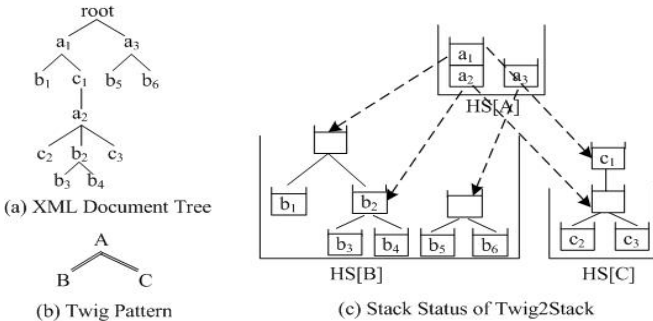 root
a1 a3
b1 c1 b5 b6
a2
c2 b2 c3
b3 b4
(a) XML Document Tree
A
B C
(b) Twig Pattern
a1
a2 a3
HS[A]
c1
b1 b2
b3 b4 b5 b6 c2 c3
HS[B] HS[C]
(c) Stack Status of Twig2Stack